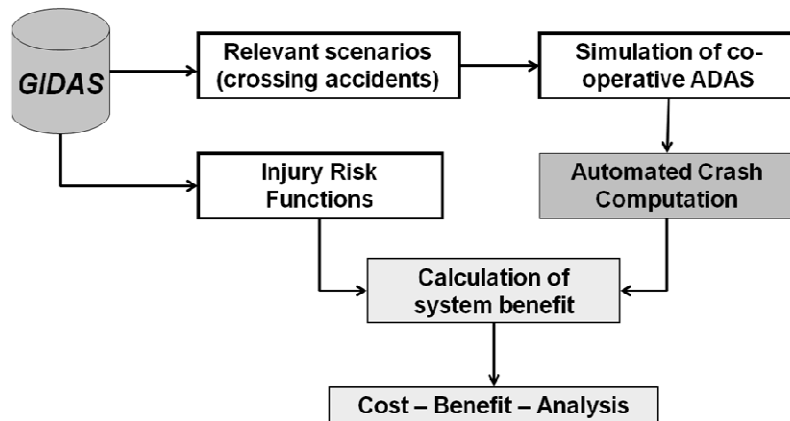 GIDAS
Relevant scenarios
(crossing accidents)
Simulation of co-
operative ADAS
Injury Risk
Functions
Automated Crash
Computation
Calculation of
system benefit
Cost – Benefit – Analysis